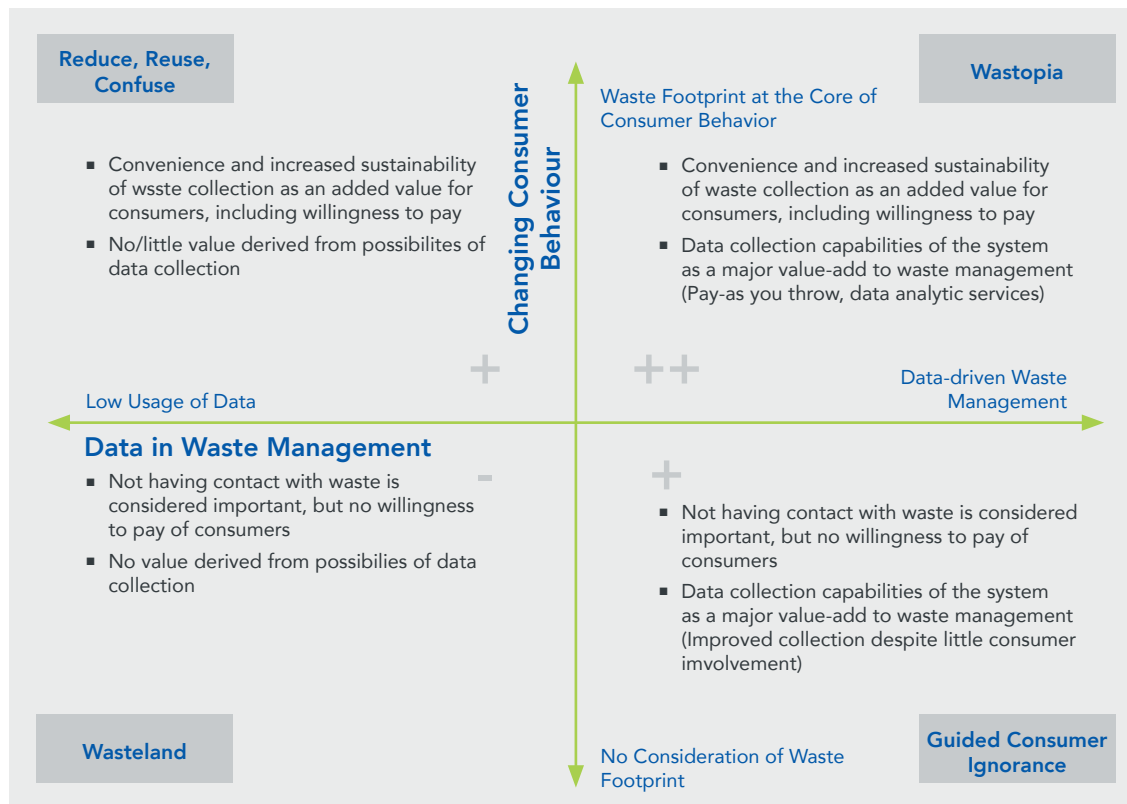 Reduce, Reuse,
Confuse
Wastopia
Waste Footprint at the Core of
Consumer Behavior
Changing Consumer
Behaviour
▪ Convenience and increased sustainability
of wsste collection as an added value for
consumers, including willingness to pay
▪ No/little value derived from possibilites of
data collection
▪ Convenience and increased sustainability
of waste collection as an added value for
consumers, including willingness to pay
▪ Data collection capabilities of the system
as a major value-add to waste management
(Pay-as you throw, data analytic services)
+
++
Low Usage of Data
Data-driven Waste
Management
Data in Waste Management
-
+
▪ Not having contact with waste is
considered important, but no willingness
to pay of consumers
▪ No value derived from possibilies of data
collection
▪ Not having contact with waste is considered
important, but no willingness to pay of
consumers
▪ Data collection capabilities of the system
as a major value-add to waste management
(Improved collection despite little consumer
imvolvement)
Wasteland
No Consideration of Waste
Footprint
Guided Consumer
Ignorance